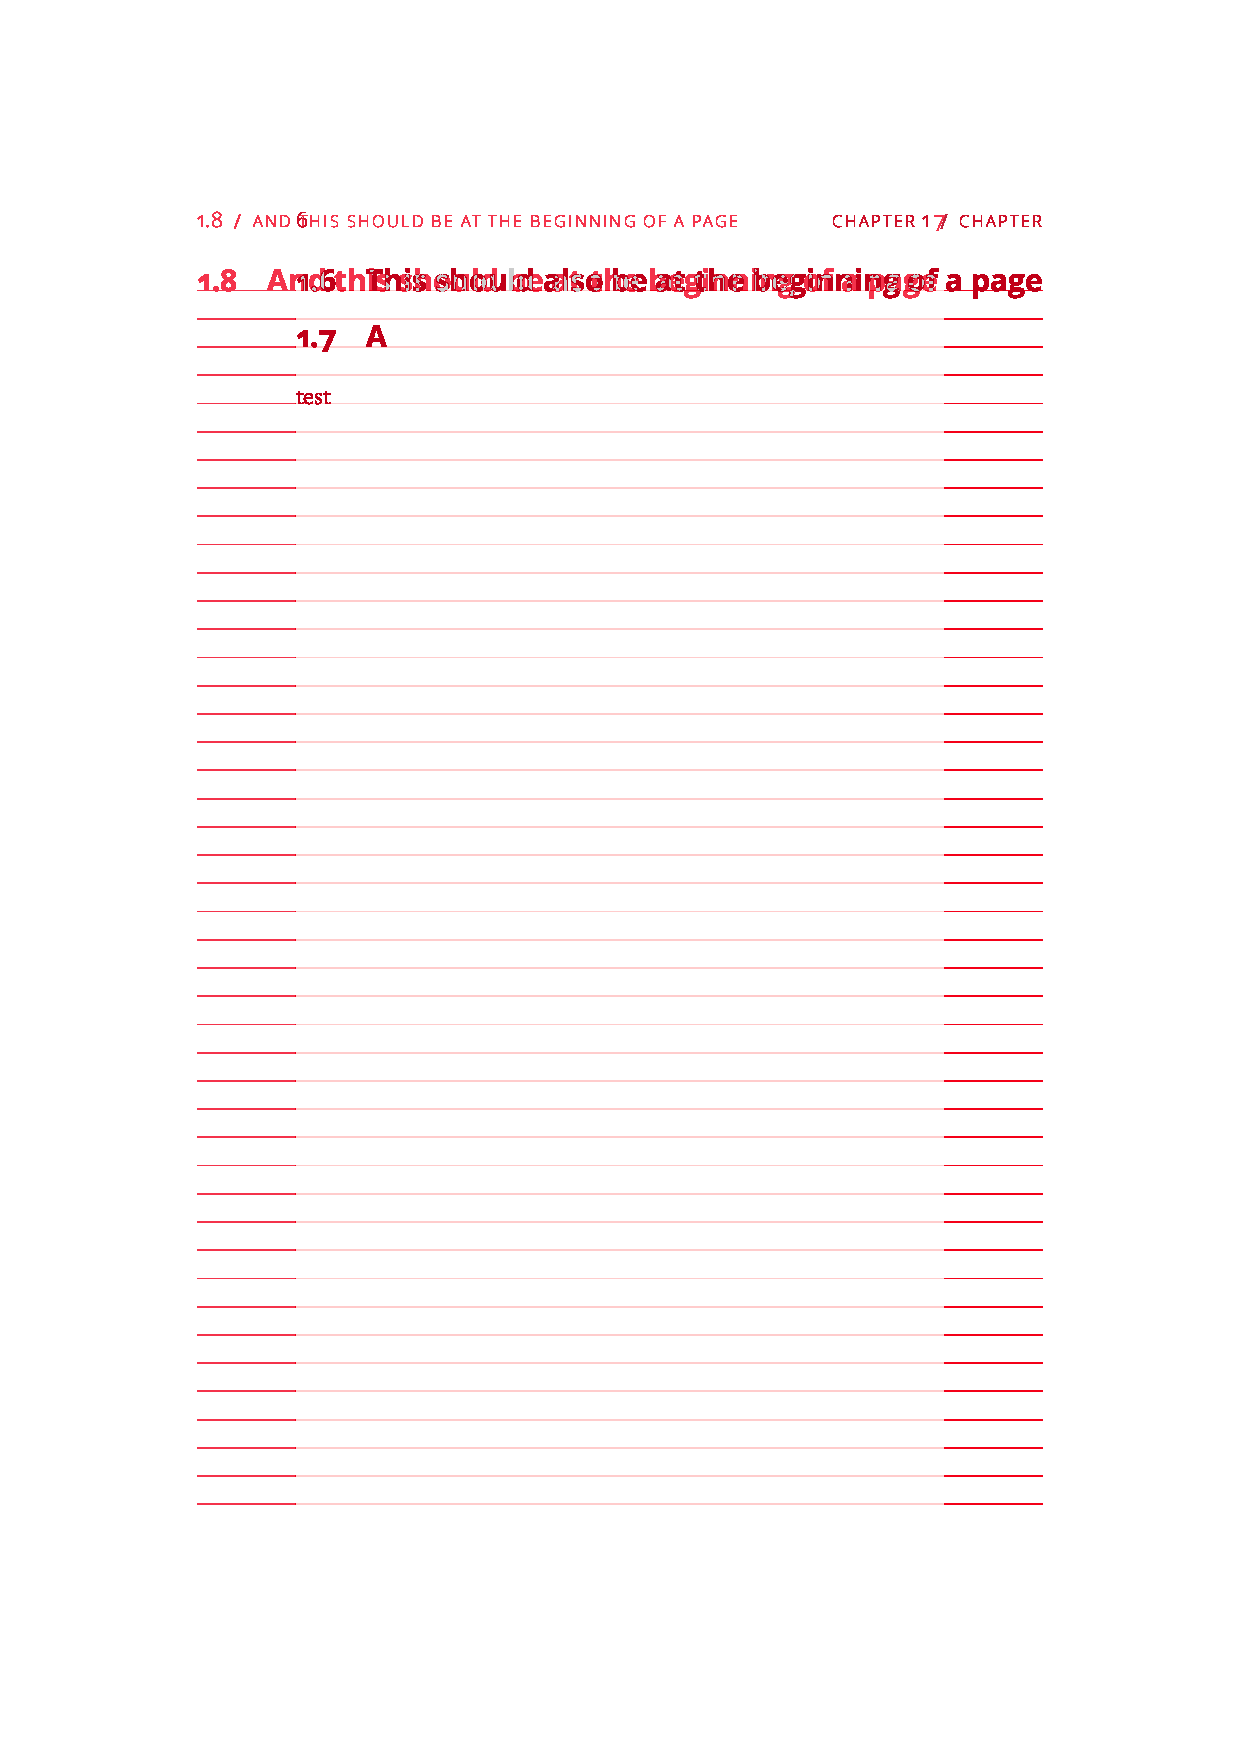 1.8 / AND THIS SHOULD BE AT THE BEGINNING OF A PAGE 6 CHAPTER 1 7 / CHAPTER
1.8 And this should be at the beginning of a page 1.6 This should also be at the beginning of a page
1.7 A
test